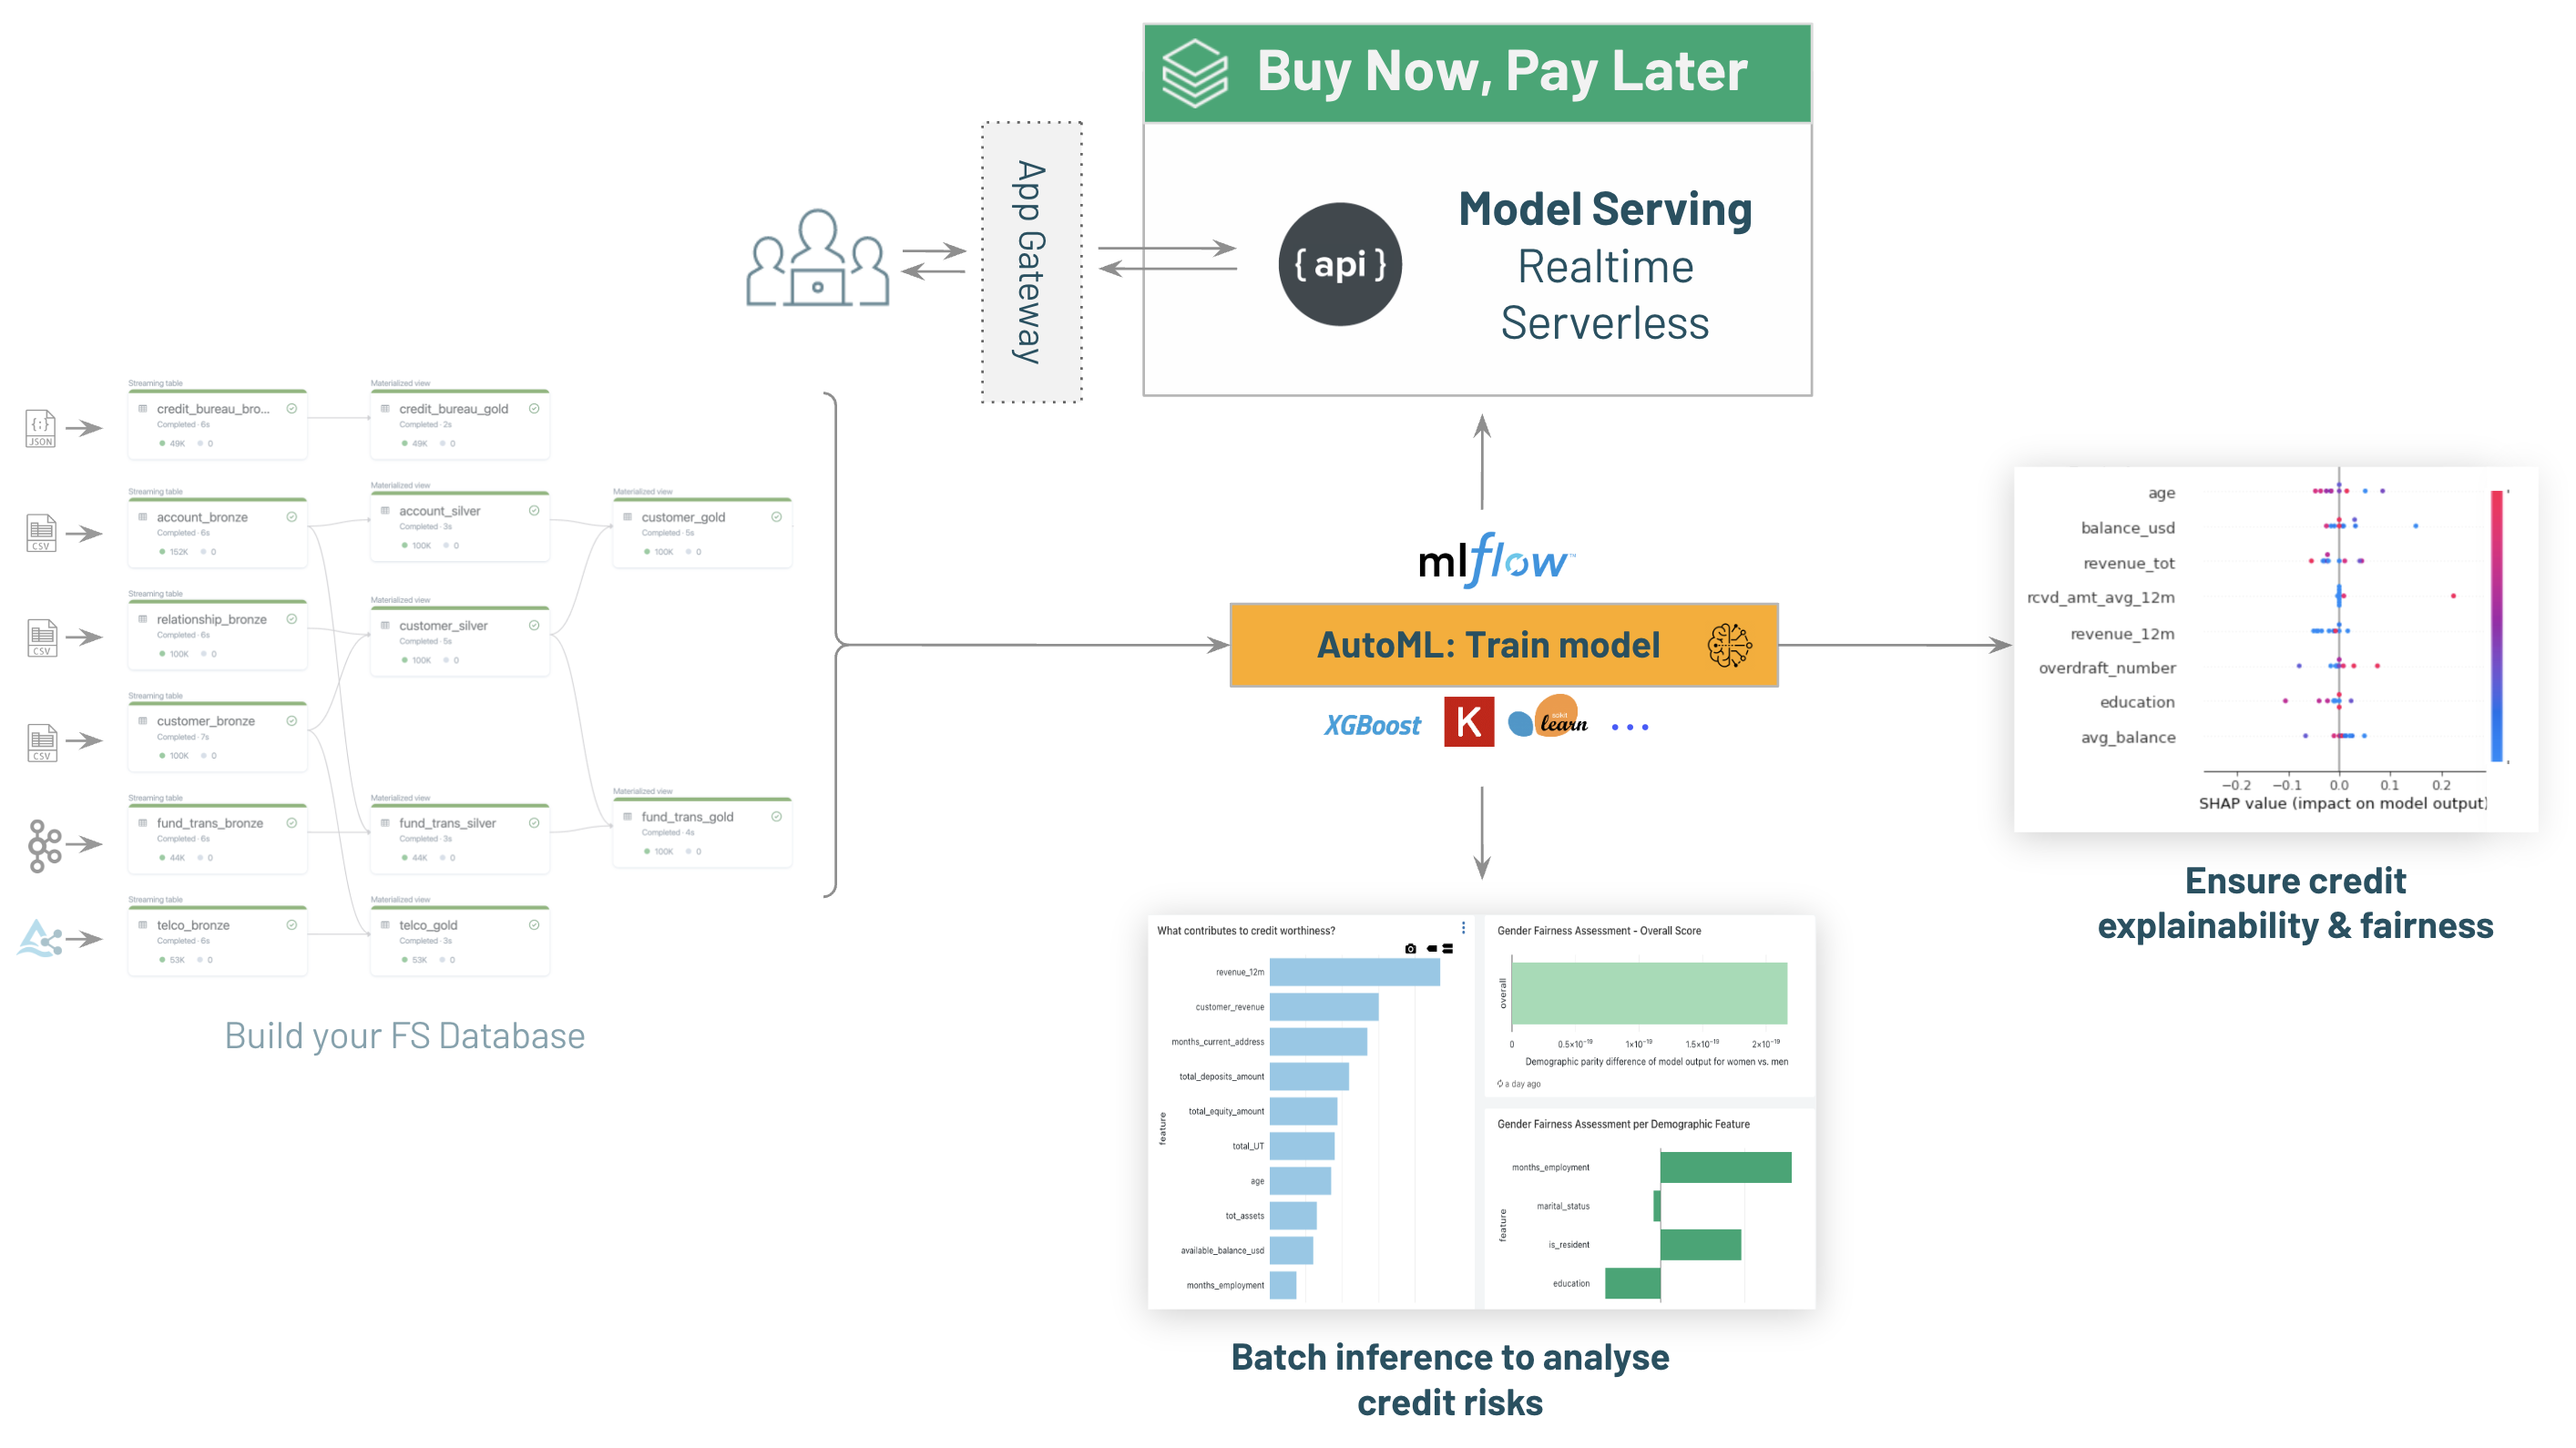 Buy Now, Pay Later
App Gateway
{ api }
Model Serving
Realtime
Serverless
JSON
Streaming table
credit_bureau_bro...
Completed · 6s
49K 0
Materialized view
credit_bureau_gold
Completed · 2s
49K 0
CSV
Streaming table
account_bronze
Completed · 6s
152K 0
Materialized view
account_silver
Completed · 3s
100K 0
Materialized view
customer_gold
Completed · 5s
100K 0
CSV
Streaming table
relationship_bronze
Completed · 6s
100K 0
Materialized view
customer_silver
Completed · 5s
100K 0
CSV
Streaming table
customer_bronze
Completed · 7s
100K 0
Streaming table
fund_trans_bronze
Completed · 6s
44K 0
Materialized view
fund_trans_silver
Completed · 3s
44K 0
Materialized view
fund_trans_gold
Completed · 4s
100K 0
Streaming table
telco_bronze
Completed · 6s
53K 0
Materialized view
telco_gold
Completed · 3s
53K 0
Build your FS Database
mlflow™
AutoML: Train model
XGBoost
K
scikit
learn
age
balance_usd
revenue_tot
rcvd_amt_avg_12m
revenue_12m
overdraft_number
education
avg_balance
−0.2 −0.1 0.0 0.1 0.2
SHAP value (impact on model output)
Ensure credit
explainability & fairness
What contributes to credit worthiness?
feature
revenue_12m
customer_revenue
months_current_address
total_deposits_amount
total_equity_amount
total_UT
age
tot_assets
available_balance_usd
months_employment
Gender Fairness Assessment - Overall Score
overall
0 0.5×10⁻¹⁹ 1×10⁻¹⁹ 1.5×10⁻¹⁹ 2×10⁻¹⁹
Demographic parity difference of model output for women vs. men
a day ago
Gender Fairness Assessment per Demographic Feature
feature
months_employment
marital_status
is_resident
education
Batch inference to analyse
credit risks